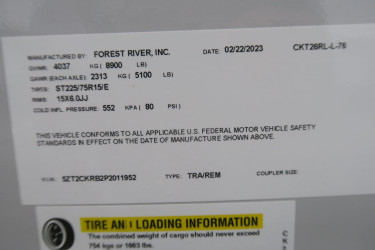 MANUFACTURED BY: FOREST RIVER, INC. DATE: 02/22/2023 CKT26RL-L-76
GVWR: 4037 KG ( 8900 LB)
GAWR (EACH AXLE): 2313 KG ( 5100 LB)
TIRES: ST225/75R15/E
RIMS: 15X6.0JJ
COLD INFL. PRESSURE: 552 KPA ( 80 PSI)
THIS VEHICLE CONFORMS TO ALL APPLICABLE U.S. FEDERAL MOTOR VEHICLE SAFETY
STANDARDS IN EFFECT ON THE DATE OF MANUFACTURE SHOWN ABOVE.
V.I.N.: 5ZT2CKRB2P2011952 TYPE: TRA/REM COUPLER SIZE:
TIRE AND LOADING INFORMATION
The combined weight of cargo should never exceed
754 kgs or 1663 lbs.